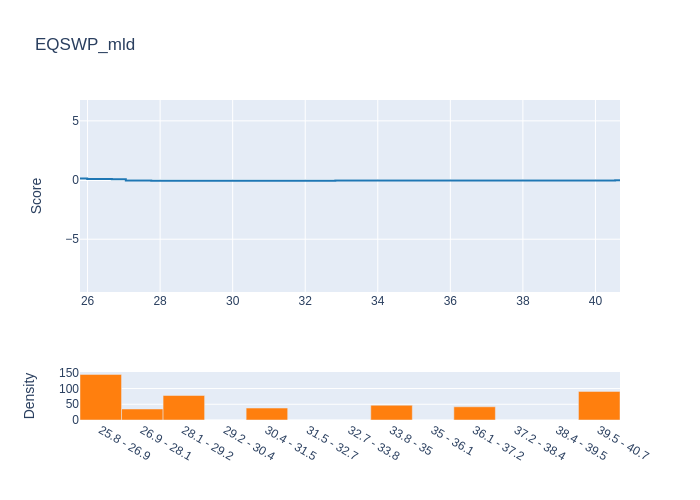 EQSWP_mld
Score
5
0
−5
26 28 30 32 34 36 38 40
Density
150
100
50
0
25.8 - 26.9
26.9 - 28.1
28.1 - 29.2
29.2 - 30.4
30.4 - 31.5
31.5 - 32.7
32.7 - 33.8
33.8 - 35
35 - 36.1
36.1 - 37.2
37.2 - 38.4
38.4 - 39.5
39.5 - 40.7